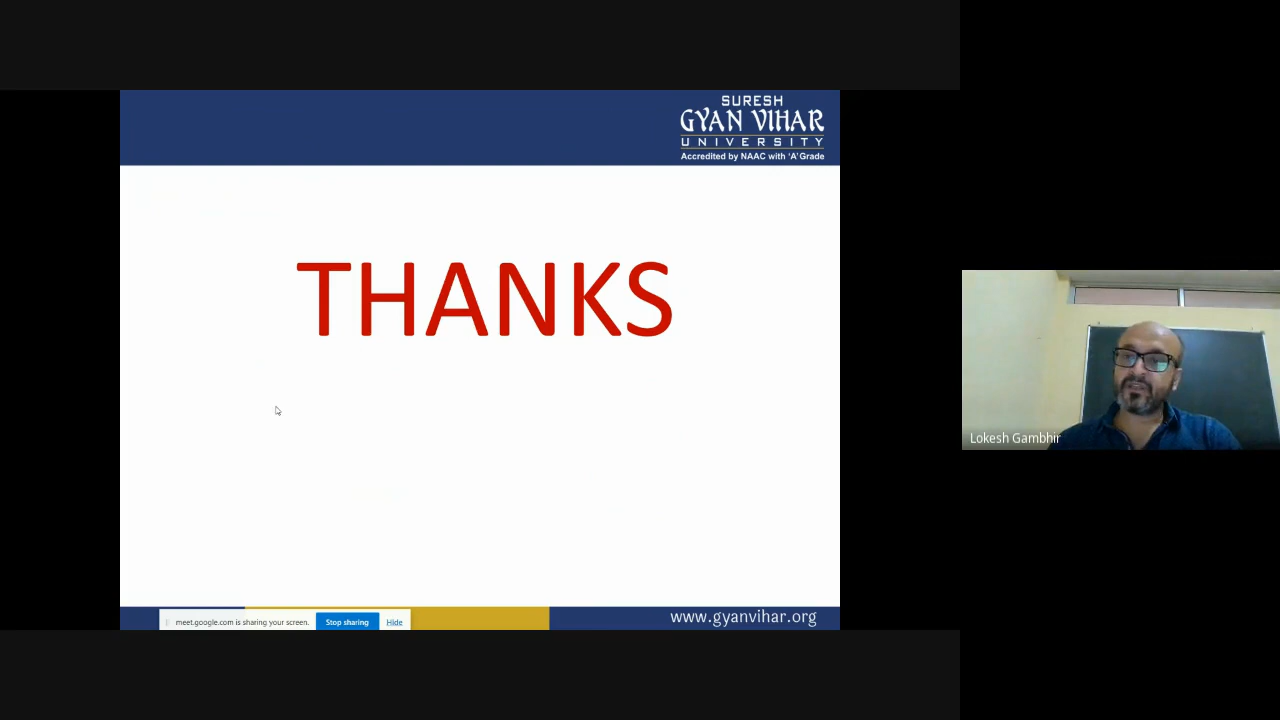 SURESH
GYAN VIHAR
UNIVERSITY
Accredited by NAAC with 'A' Grade
THANKS
Lokesh Gambhir
meet.google.com is sharing your screen. Stop sharing Hide
www.gyanvihar.org